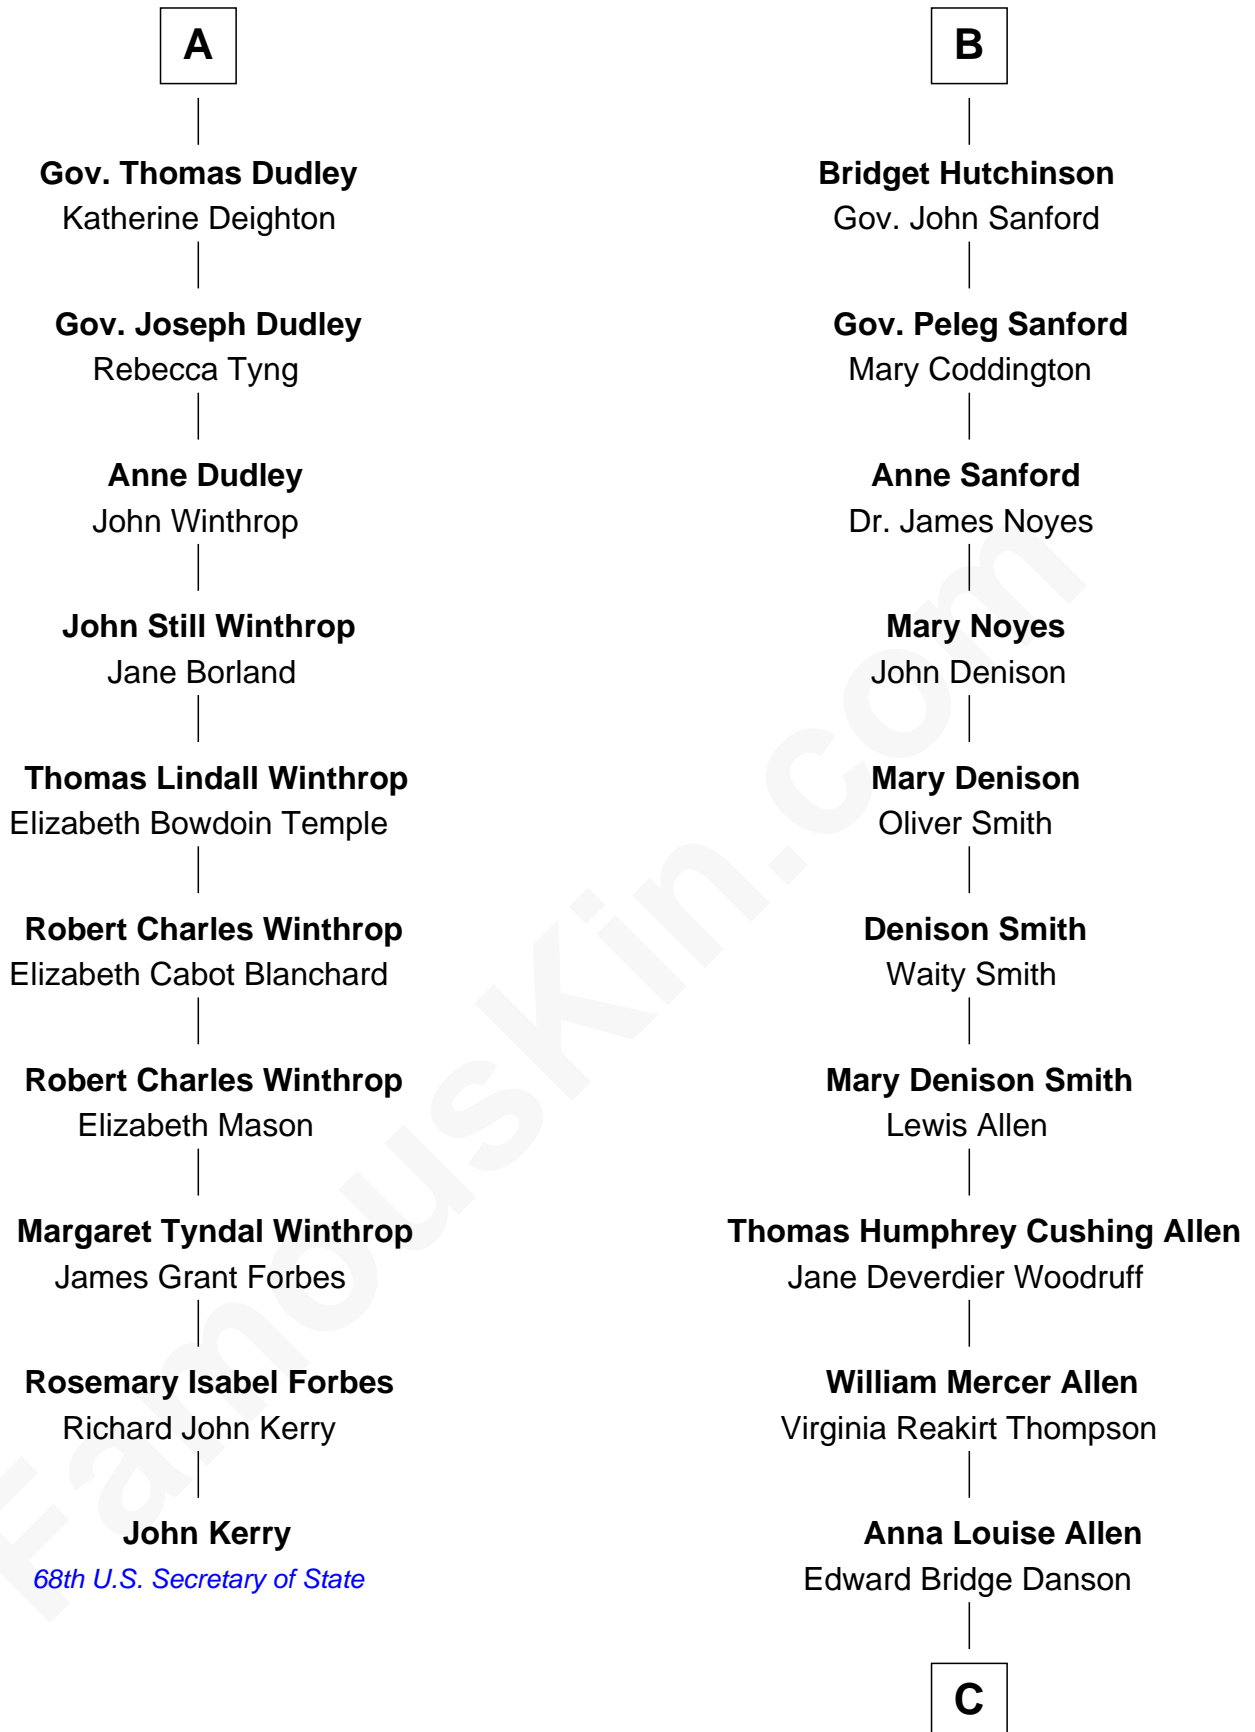 A
Gov. Thomas Dudley
Katherine Deighton
Gov. Joseph Dudley
Rebecca Tyng
Anne Dudley
John Winthrop
John Still Winthrop
Jane Borland
Thomas Lindall Winthrop
Elizabeth Bowdoin Temple
Robert Charles Winthrop
Elizabeth Cabot Blanchard
Robert Charles Winthrop
Elizabeth Mason
Margaret Tyndal Winthrop
James Grant Forbes
Rosemary Isabel Forbes
Richard John Kerry
John Kerry
68th U.S. Secretary of State
B
Bridget Hutchinson
Gov. John Sanford
Gov. Peleg Sanford
Mary Coddington
Anne Sanford
Dr. James Noyes
Mary Noyes
John Denison
Mary Denison
Oliver Smith
Denison Smith
Waity Smith
Mary Denison Smith
Lewis Allen
Thomas Humphrey Cushing Allen
Jane Deverdier Woodruff
William Mercer Allen
Virginia Reakirt Thompson
Anna Louise Allen
Edward Bridge Danson
C
FamousKin.com